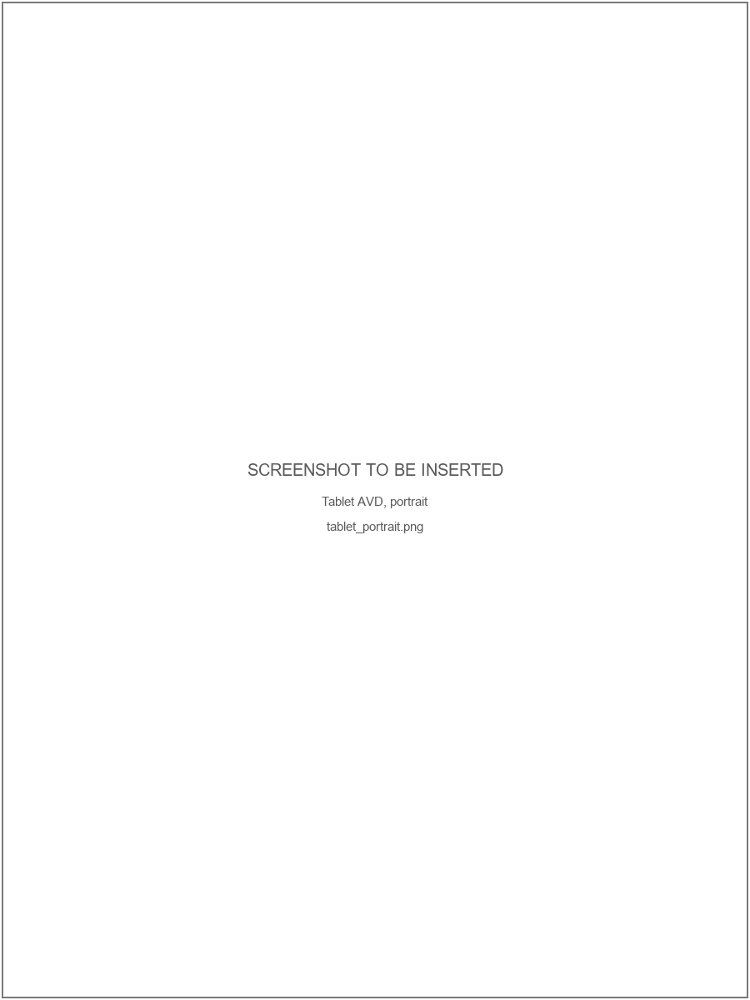 SCREENSHOT TO BE INSERTED
Tablet AVD, portrait
tablet_portrait.png